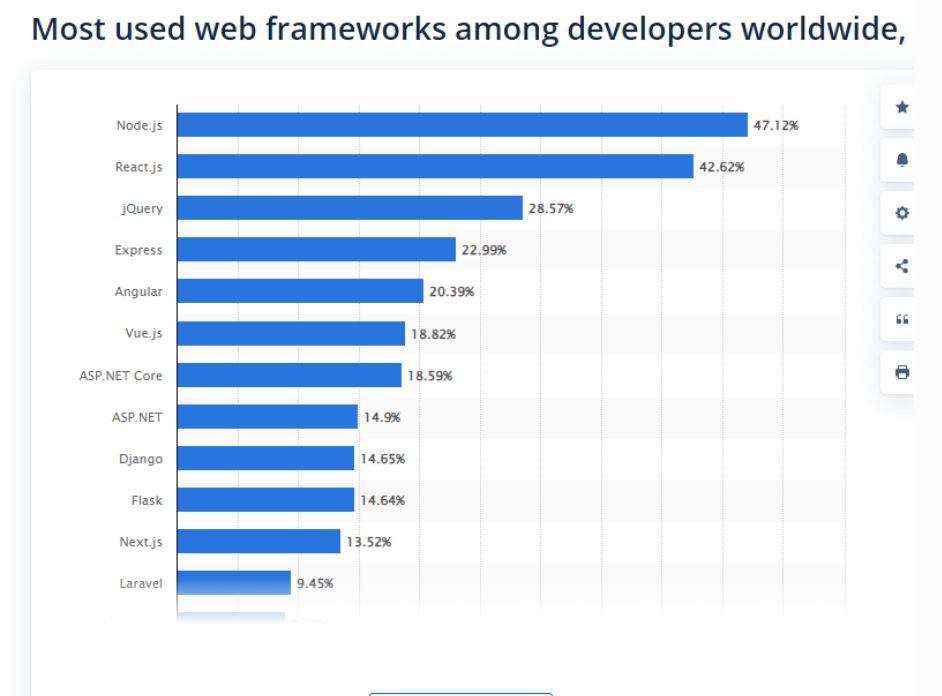 Most used web frameworks among developers worldwide,
Node.js 47.12%
React.js 42.62%
jQuery 28.57%
Express 22.99%
Angular 20.39%
Vue.js 18.82%
ASP.NET Core 18.59%
ASP.NET 14.9%
Django 14.65%
Flask 14.64%
Next.js 13.52%
Laravel 9.45%